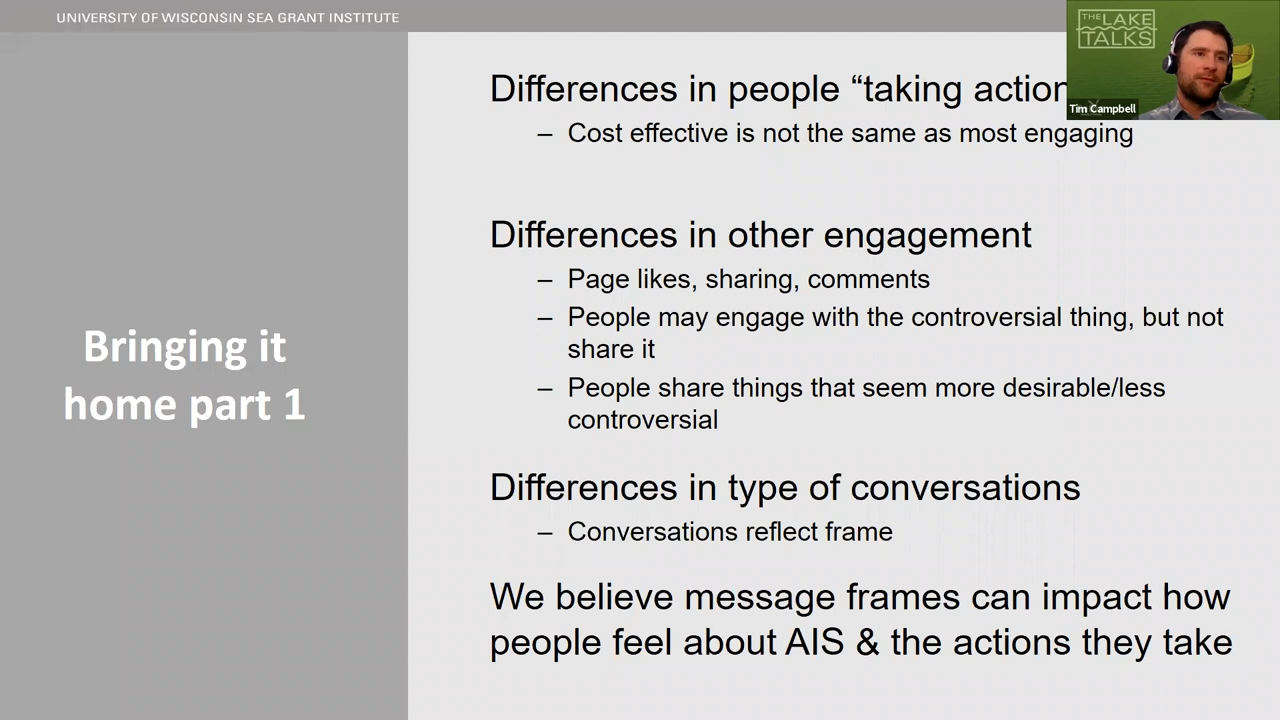 UNIVERSITY OF WISCONSIN SEA GRANT INSTITUTE
THE LAKE
TALKS
Tim Campbell
Bringing it
home part 1
Differences in people “taking action
– Cost effective is not the same as most engaging
Differences in other engagement
– Page likes, sharing, comments
– People may engage with the controversial thing, but not
share it
– People share things that seem more desirable/less
controversial
Differences in type of conversations
– Conversations reflect frame
We believe message frames can impact how
people feel about AIS & the actions they take